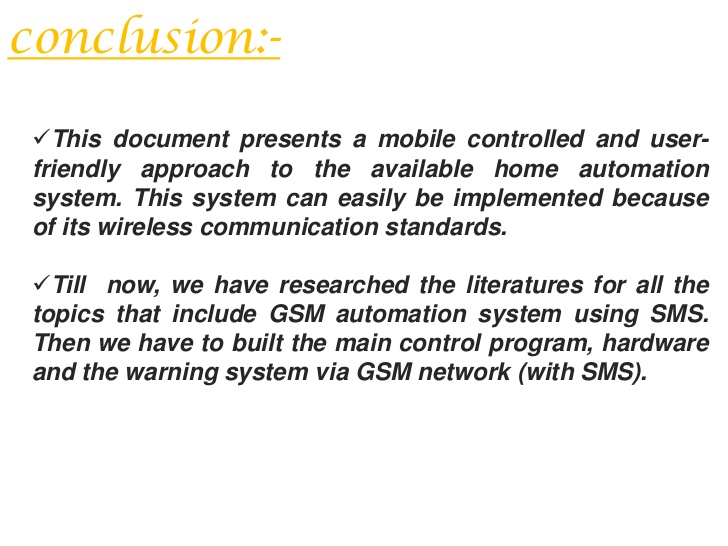 conclusion:-
✓This document presents a mobile controlled and user-
friendly approach to the available home automation
system. This system can easily be implemented because
of its wireless communication standards.
✓Till now, we have researched the literatures for all the
topics that include GSM automation system using SMS.
Then we have to built the main control program, hardware
and the warning system via GSM network (with SMS).